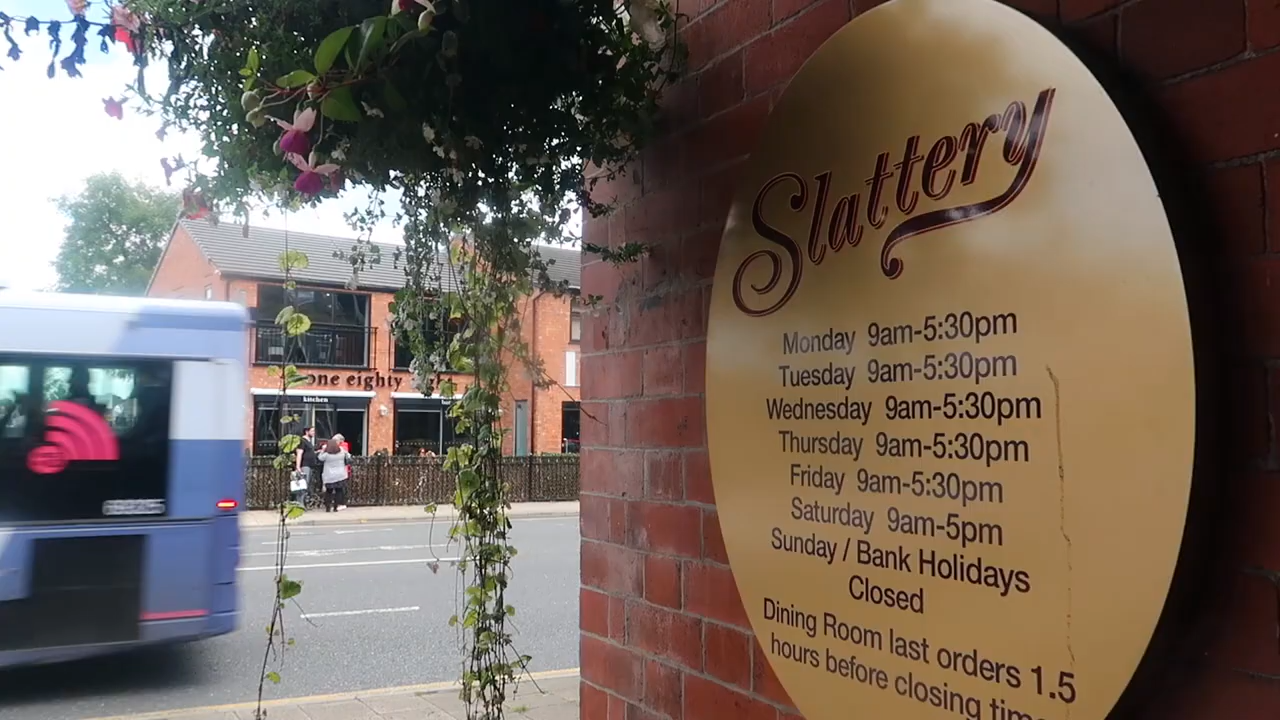 Slattery
Monday 9am-5:30pm
Tuesday 9am-5:30pm
Wednesday 9am-5:30pm
Thursday 9am-5:30pm
Friday 9am-5:30pm
Saturday 9am-5pm
Sunday / Bank Holidays
Closed
Dining Room last orders 1.5
hours before closing time
one eighty
kitchen